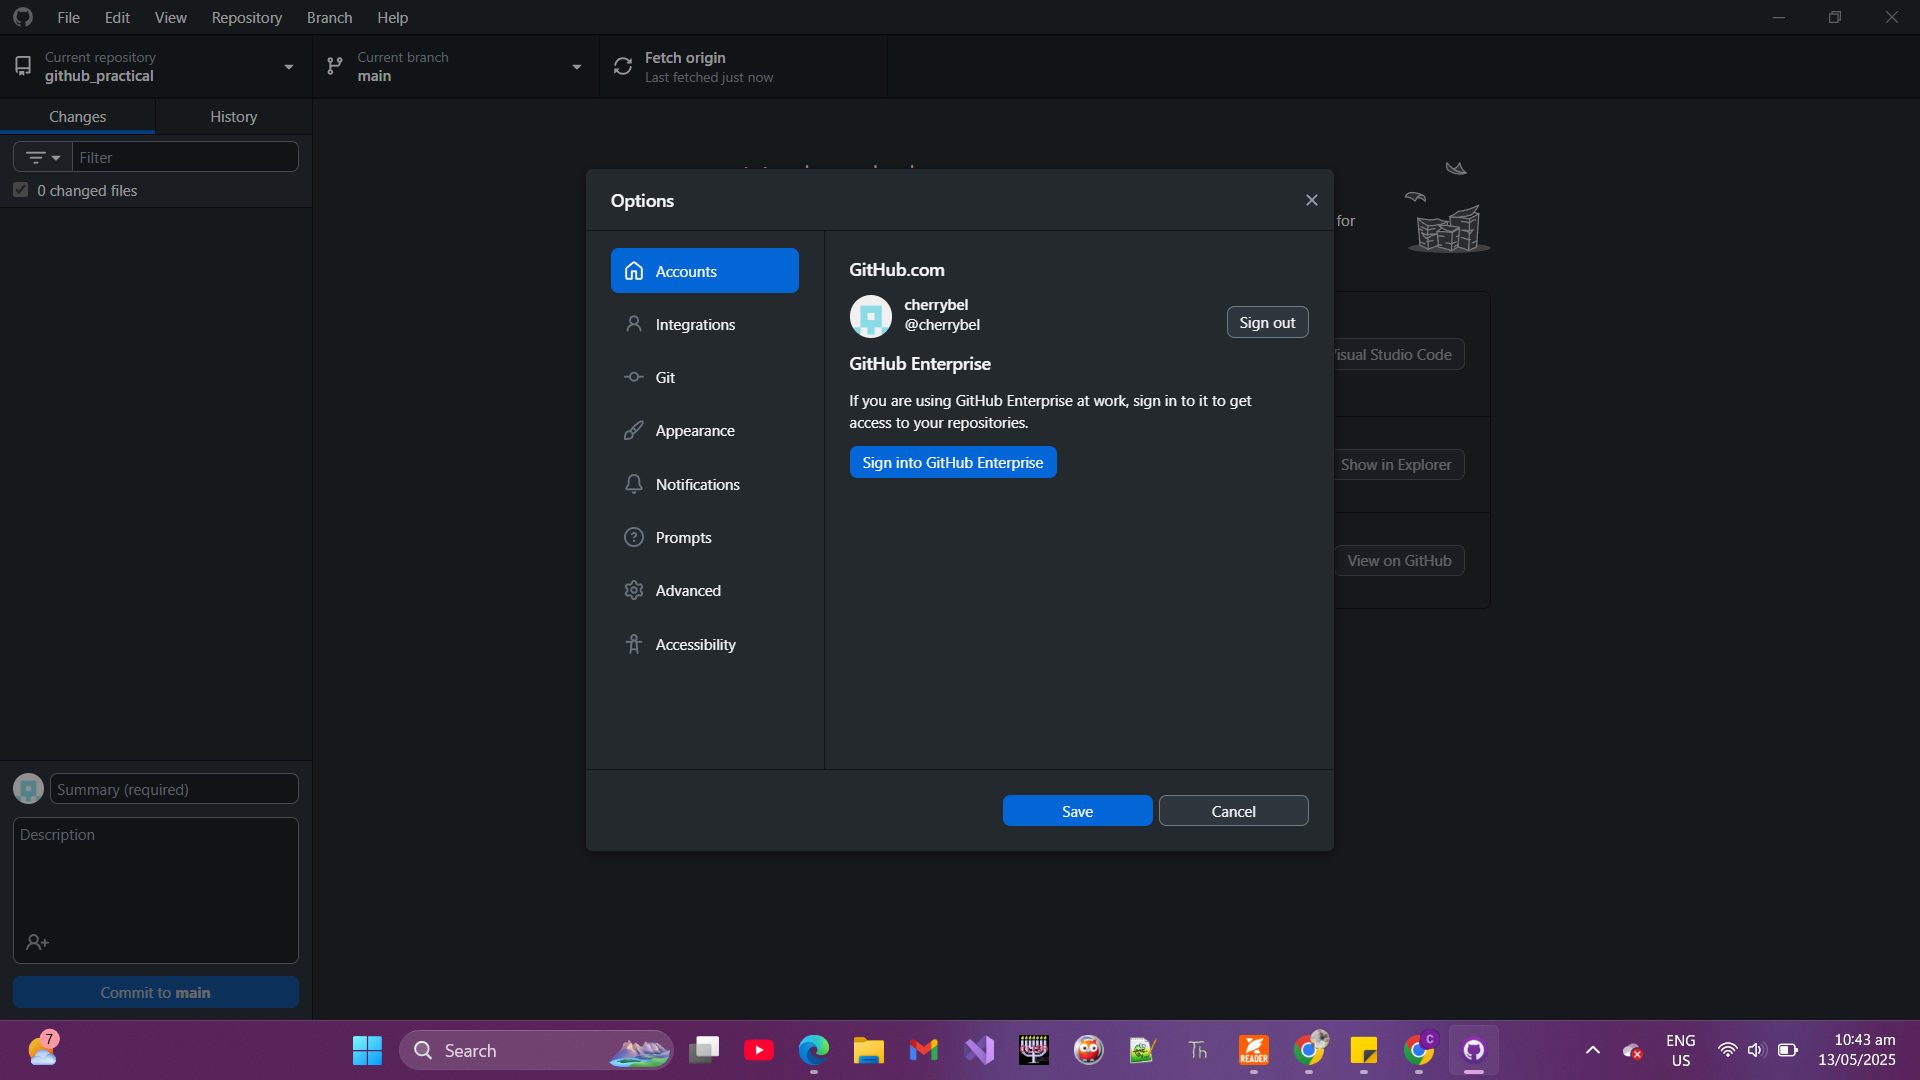 File Edit View Repository Branch Help
Current repository
github_practical
Current branch
main
Fetch origin
Last fetched just now
Changes
History
Filter
0 changed files
for
Visual Studio Code
Show in Explorer
View on GitHub
Options
Accounts
Integrations
Git
Appearance
Notifications
Prompts
Advanced
Accessibility
GitHub.com
cherrybel
@cherrybel
Sign out
GitHub Enterprise
If you are using GitHub Enterprise at work, sign in to it to get
access to your repositories.
Sign into GitHub Enterprise
Save
Cancel
Summary (required)
Description
Commit to main
7
Search
Th
READER
C
ENG
US
10:43 am
13/05/2025